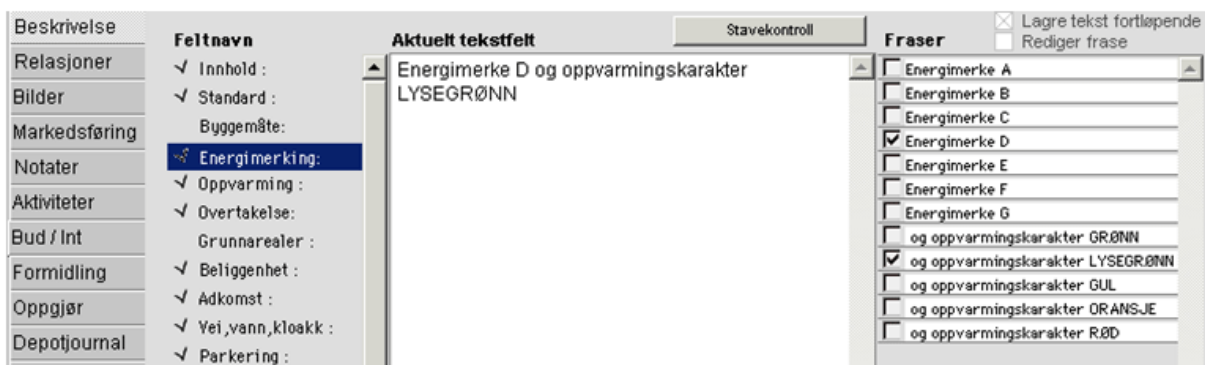 Beskrivelse
Relasjoner
Bilder
Markedsføring
Notater
Aktiviteter
Bud / Int
Formidling
Oppgjør
Depotjournal
Feltnavn
Innhold :
Standard :
Byggemåte:
Energimerking:
Oppvarming :
Overtakelse:
Grunnarealer :
Beliggenhet :
Adkomst :
Vei,vann,kloakk :
Parkering :
Aktuelt tekstfelt
Stavekontroll
Energimerke D og oppvarmingskarakter
LYSEGRØNN
Fraser
Lagre tekst fortløpende
Rediger frase
Energimerke A
Energimerke B
Energimerke C
Energimerke D
Energimerke E
Energimerke F
Energimerke G
og oppvarmingskarakter GRØNN
og oppvarmingskarakter LYSEGRØNN
og oppvarmingskarakter GUL
og oppvarmingskarakter ORANSJE
og oppvarmingskarakter RØD